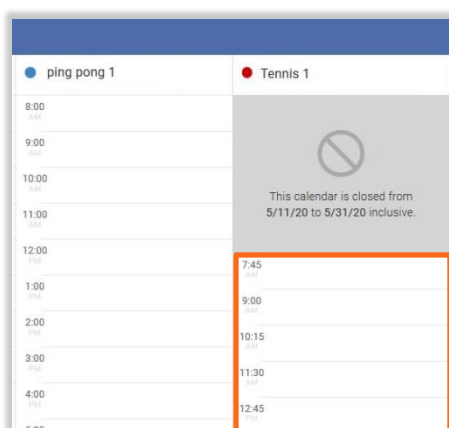 ping pong 1
8:00
AM
9:00
AM
10:00
AM
11:00
AM
12:00
PM
1:00
PM
2:00
PM
3:00
PM
4:00
PM
Tennis 1
This calendar is closed from
5/11/20 to 5/31/20 inclusive.
7:45
AM
9:00
AM
10:15
AM
11:30
AM
12:45
PM